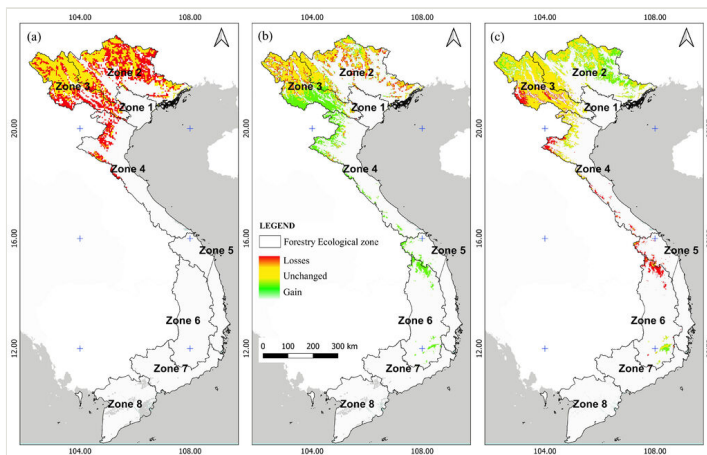 104.00 108.00 104.00 108.00 104.00 108.00
(a) (b) (c)
Zone 2 Zone 2 Zone 2
Zone 3 Zone 3 Zone 3
Zone 1 Zone 1 Zone 1
20.00 20.00
Zone 4 Zone 4 Zone 4
LEGEND
Forestry Ecological zone
Losses
Unchanged
Gain
16.00 16.00
Zone 5 Zone 5 Zone 5
Zone 6 Zone 6 Zone 6
12.00 12.00
0 100 200 300 km
Zone 7 Zone 7 Zone 7
Zone 8 Zone 8 Zone 8
104.00 108.00 104.00 108.00 104.00 108.00